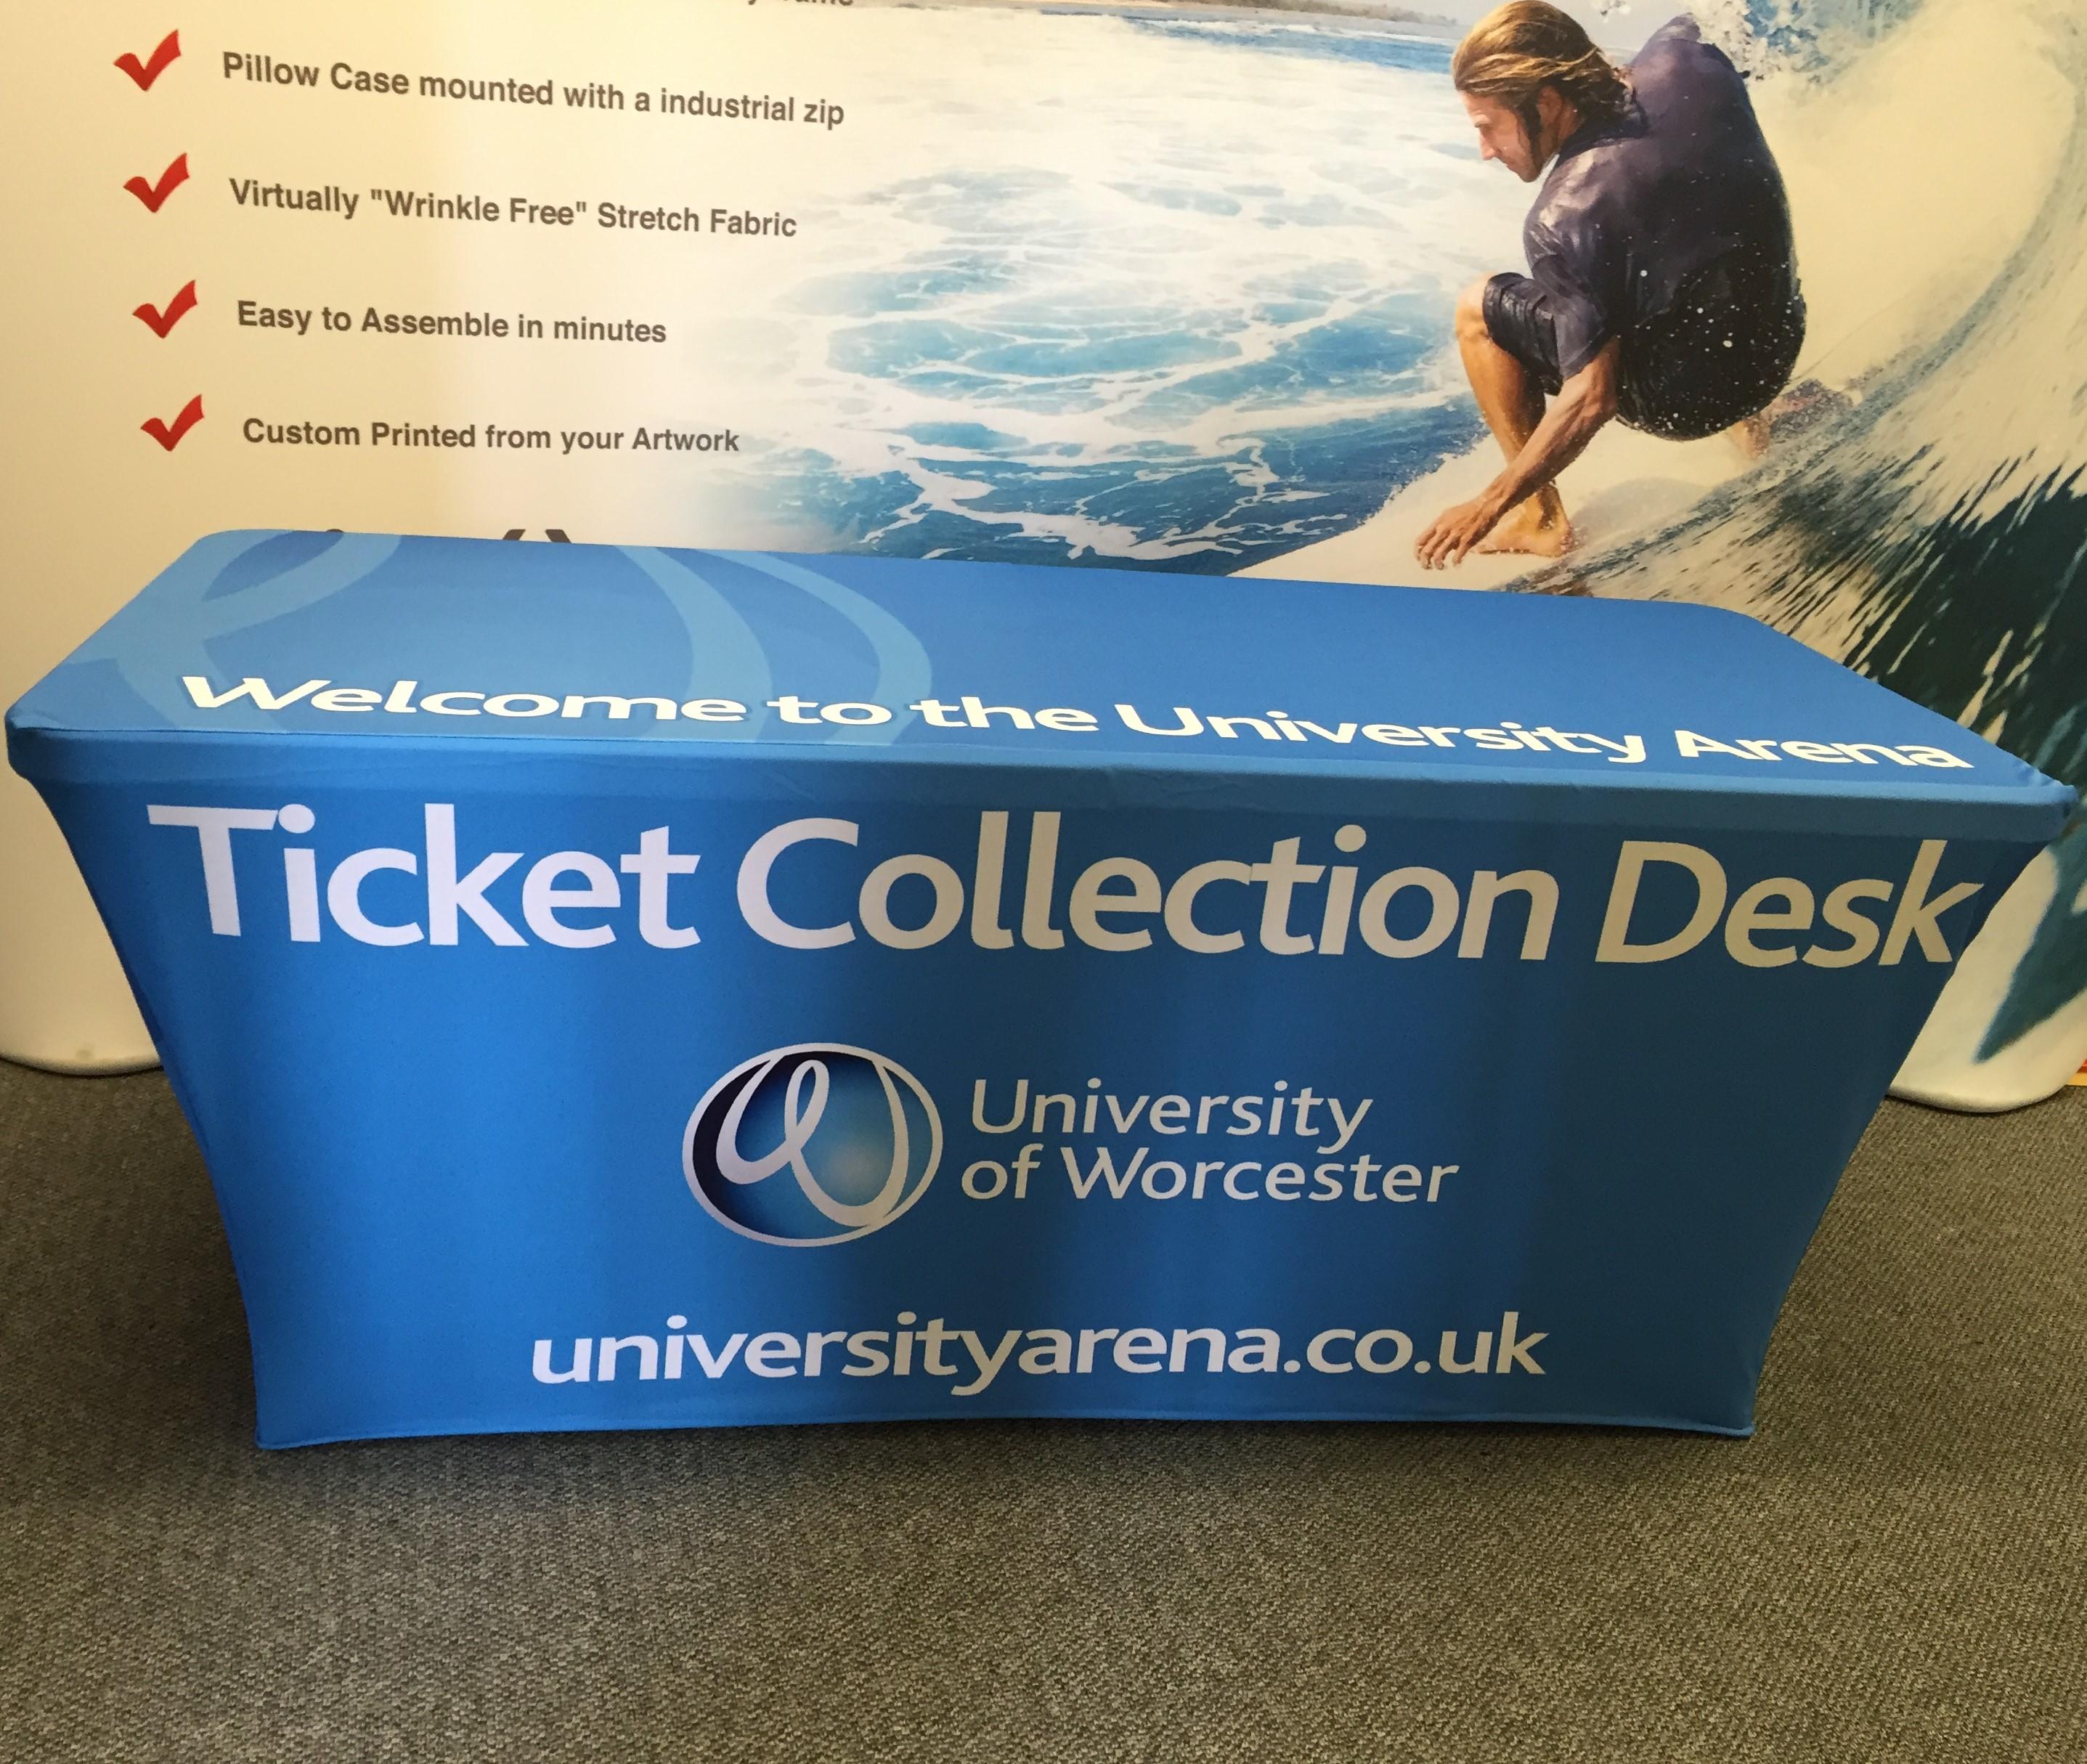 Pillow Case mounted with a industrial zip
Virtually "Wrinkle Free" Stretch Fabric
Easy to Assemble in minutes
Custom Printed from your Artwork
Welcome to the University Arena
Ticket Collection Desk
University
of Worcester
universityarena.co.uk